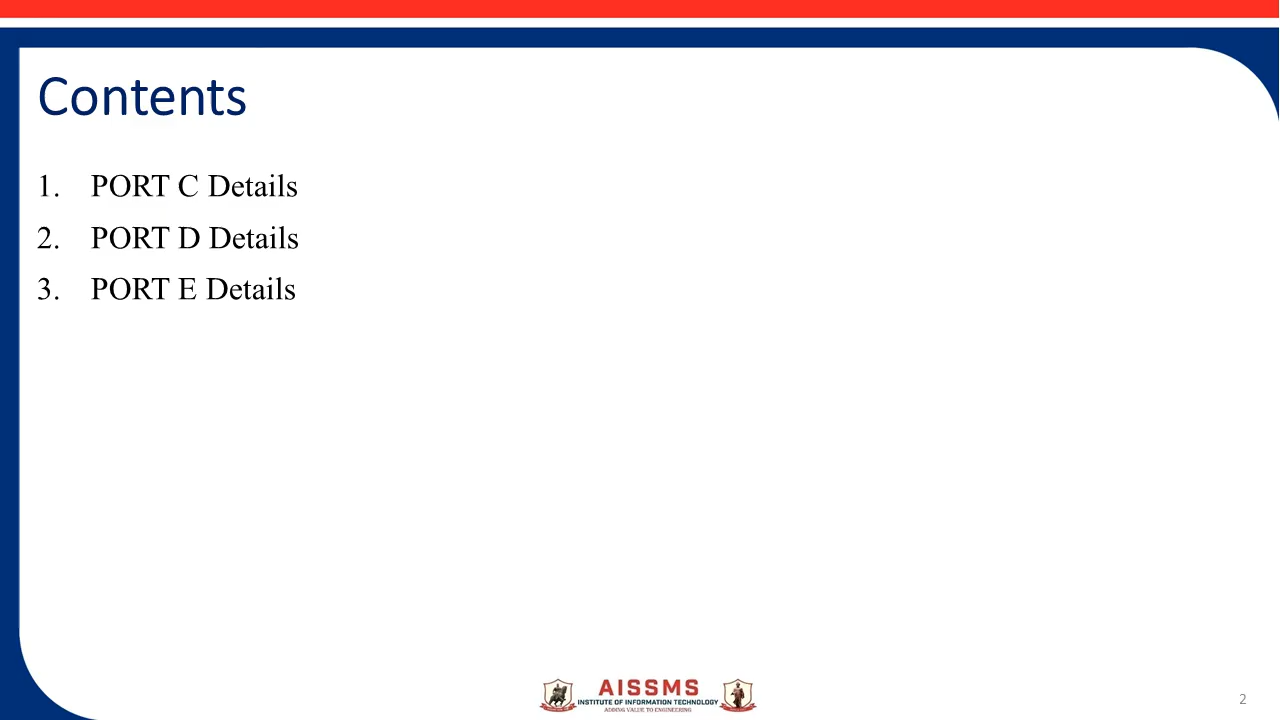 Contents
1. PORT C Details
2. PORT D Details
3. PORT E Details
AISSMS
INSTITUTE OF INFORMATION TECHNOLOGY
ADDING VALUE TO ENGINEERING
2